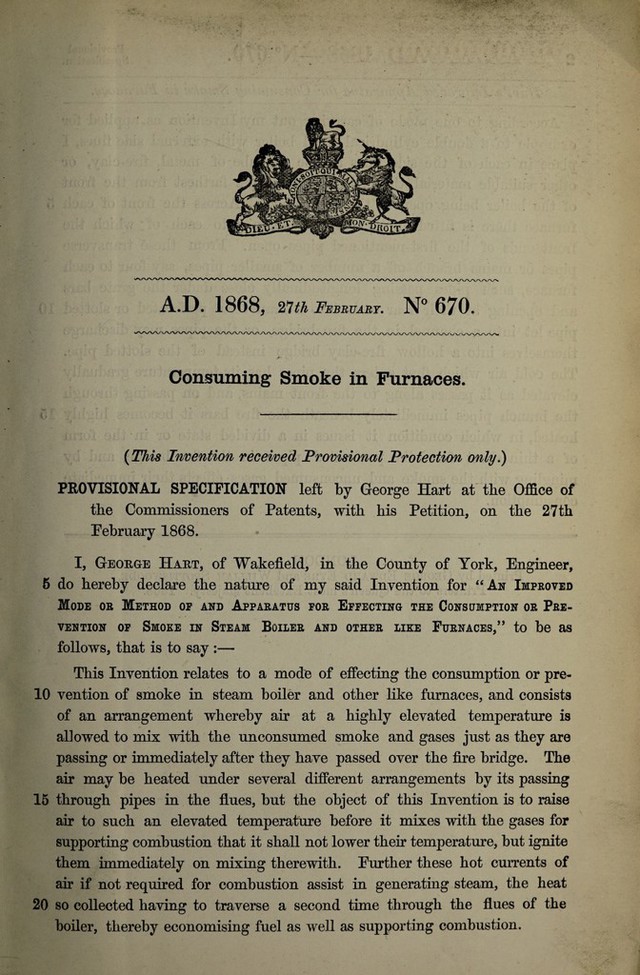 DIEU · ET · MON · DROIT ·
A.D. 1868, 27th FEBRUARY. Nº 670.
Consuming Smoke in Furnaces.
(This Invention received Provisional Protection only.)
PROVISIONAL SPECIFICATION left by George Hart at the Office of
the Commissioners of Patents, with his Petition, on the 27th
February 1868.
I, GEORGE HART, of Wakefield, in the County of York, Engineer,
5 do hereby declare the nature of my said Invention for “AN IMPROVED
MODE OR METHOD OF AND APPARATUS FOR EFFECTING THE CONSUMPTION OR PRE-
VENTION OF SMOKE IN STEAM BOILER AND OTHER LIKE FURNACES,” to be as
follows, that is to say :—
This Invention relates to a mode of effecting the consumption or pre-
10 vention of smoke in steam boiler and other like furnaces, and consists
of an arrangement whereby air at a highly elevated temperature is
allowed to mix with the unconsumed smoke and gases just as they are
passing or immediately after they have passed over the fire bridge. The
air may be heated under several different arrangements by its passing
15 through pipes in the flues, but the object of this Invention is to raise
air to such an elevated temperature before it mixes with the gases for
supporting combustion that it shall not lower their temperature, but ignite
them immediately on mixing therewith. Further these hot currents of
air if not required for combustion assist in generating steam, the heat
20 so collected having to traverse a second time through the flues of the
boiler, thereby economising fuel as well as supporting combustion.